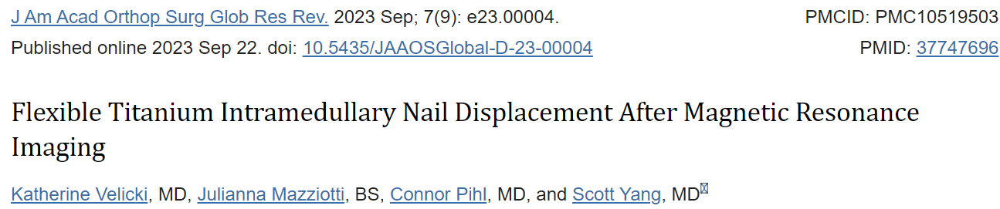 J Am Acad Orthop Surg Glob Res Rev. 2023 Sep; 7(9): e23.00004. PMCID: PMC10519503
Published online 2023 Sep 22. doi: 10.5435/JAAOSGlobal-D-23-00004 PMID: 37747696
Flexible Titanium Intramedullary Nail Displacement After Magnetic Resonance
Imaging
Katherine Velicki, MD, Julianna Mazziotti, BS, Connor Pihl, MD, and Scott Yang, MD